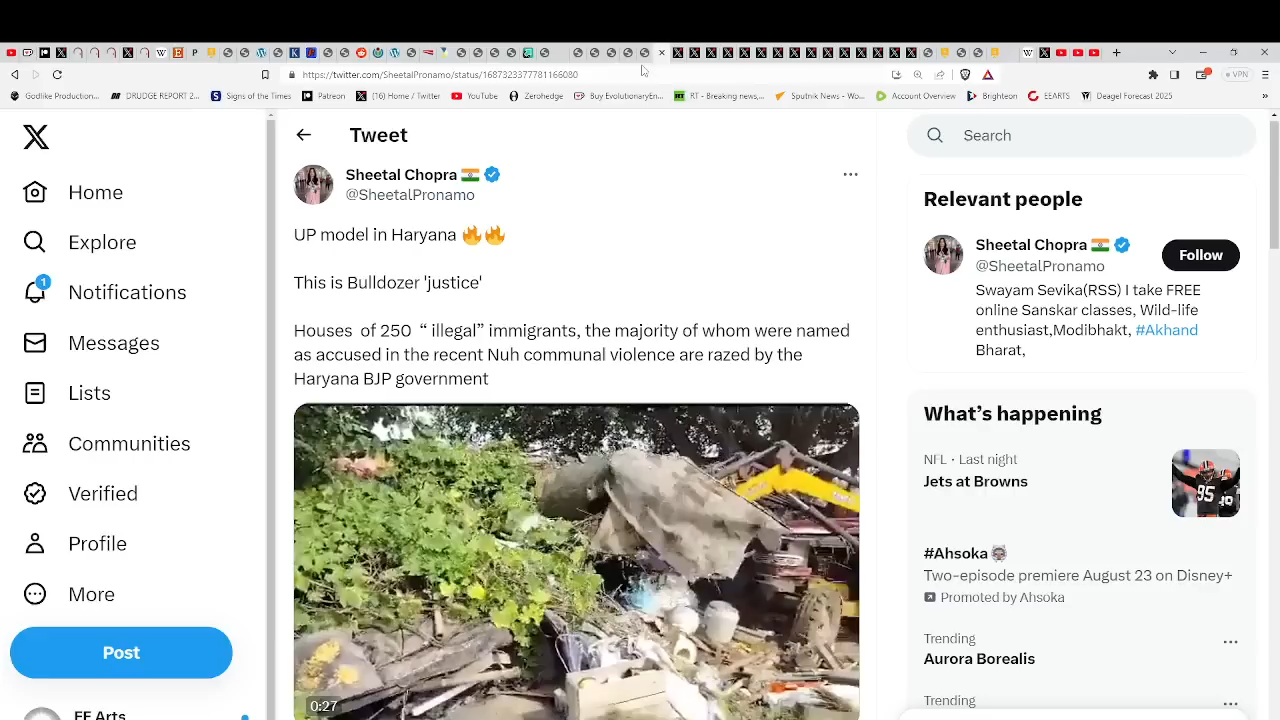 https://twitter.com/SheetalPronamo/status/1687323377781166080
VPN
Godlike Production...
DRUDGE REPORT 2...
Signs of the Times
Patreon
(16) Home / Twitter
YouTube
Zerohedge
Buy EvolutionaryEn...
RT - Breaking news,...
Sputnik News - Wo...
Account Overview
Brighteon
EEARTS
Deagel Forecast 2025
Tweet
Search
Home
Explore
1
Notifications
Messages
Lists
Communities
Verified
Profile
More
Post
EE Arts
Sheetal Chopra 🇮🇳
@SheetalPronamo
UP model in Haryana 🔥🔥
This is Bulldozer 'justice'
Houses of 250 “ illegal” immigrants, the majority of whom were named
as accused in the recent Nuh communal violence are razed by the
Haryana BJP government
0:27
Relevant people
Sheetal Chopra 🇮🇳
@SheetalPronamo
Follow
Swayam Sevika(RSS) I take FREE
online Sanskar classes, Wild-life
enthusiast,Modibhakt, #Akhand
Bharat,
What’s happening
NFL · Last night
Jets at Browns
#Ahsoka
Two-episode premiere August 23 on Disney+
Promoted by Ahsoka
Trending
Aurora Borealis
Trending